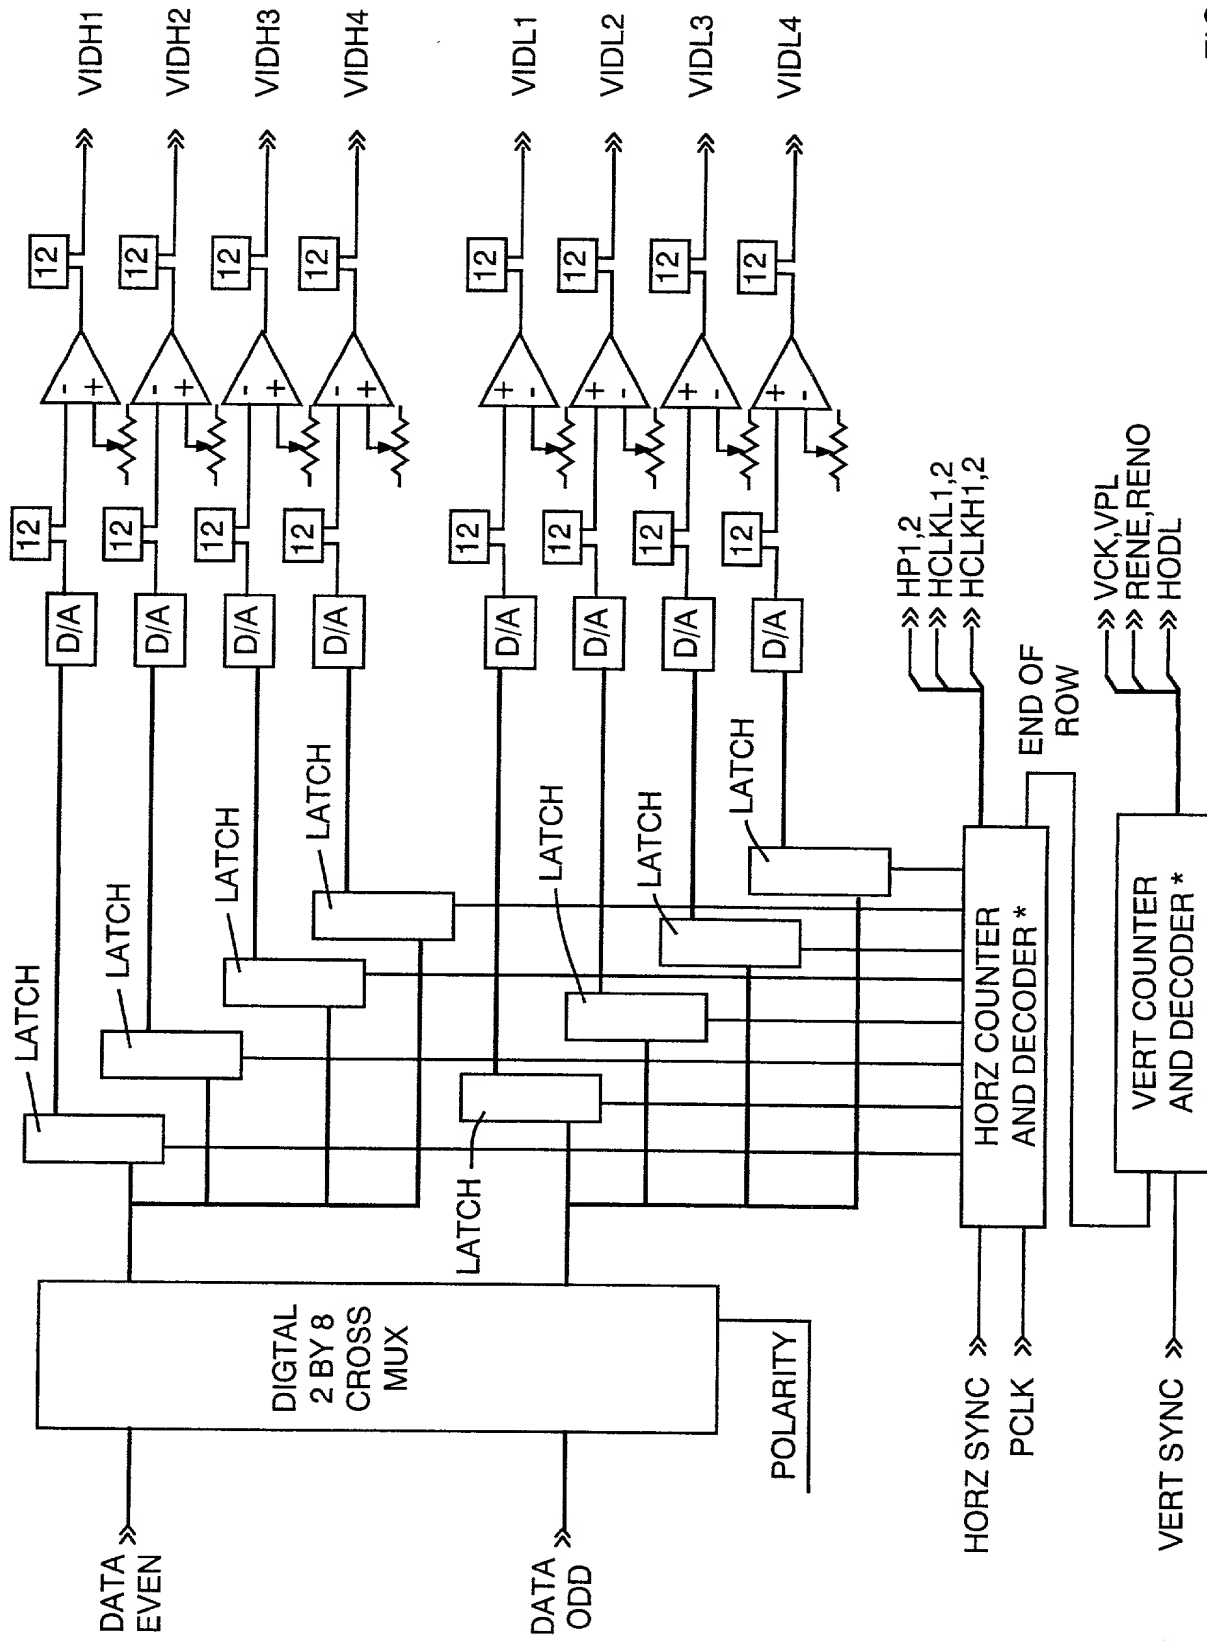 VIDH1
VIDH2
VIDH3
VIDH4
VIDL1
VIDL2
VIDL3
VIDL4
12
12
12
12
12
12
12
12
-
+
-
+
-
+
-
+
+
-
+
-
+
-
+
-
12
12
12
12
12
12
12
12
D/A
D/A
D/A
D/A
D/A
D/A
D/A
D/A
LATCH
LATCH
LATCH
LATCH
LATCH
LATCH
LATCH
LATCH
DIGTAL
2 BY 8
CROSS
MUX
POLARITY
DATA
EVEN
DATA
ODD
HP1,2
HCLKL1,2
HCLKH1,2
END OF
ROW
HORZ COUNTER
AND DECODER*
HORZ SYNC
PCLK
VCK,VPL
RENE,RENO
HODL
VERT COUNTER
AND DECODER*
VERT SYNC